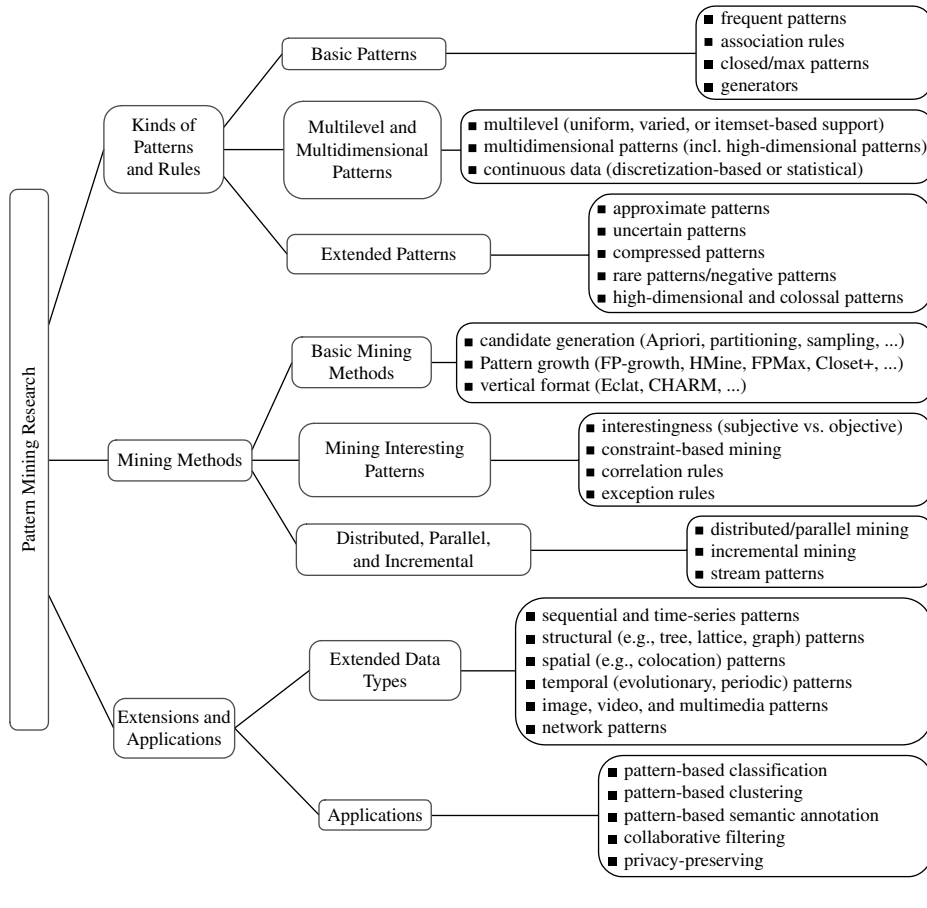 Pattern Mining Research
Kinds of
Patterns
and Rules
Basic Patterns
■ frequent patterns
■ association rules
■ closed/max patterns
■ generators
Multilevel and
Multidimensional
Patterns
■ multilevel (uniform, varied, or itemset-based support)
■ multidimensional patterns (incl. high-dimensional patterns)
■ continuous data (discretization-based or statistical)
Extended Patterns
■ approximate patterns
■ uncertain patterns
■ compressed patterns
■ rare patterns/negative patterns
■ high-dimensional and colossal patterns
Mining Methods
Basic Mining
Methods
■ candidate generation (Apriori, partitioning, sampling, ...)
■ Pattern growth (FP-growth, HMine, FPMax, Closet+, ...)
■ vertical format (Eclat, CHARM, ...)
Mining Interesting
Patterns
■ interestingness (subjective vs. objective)
■ constraint-based mining
■ correlation rules
■ exception rules
Distributed, Parallel,
and Incremental
■ distributed/parallel mining
■ incremental mining
■ stream patterns
Extensions and
Applications
Extended Data
Types
■ sequential and time-series patterns
■ structural (e.g., tree, lattice, graph) patterns
■ spatial (e.g., colocation) patterns
■ temporal (evolutionary, periodic) patterns
■ image, video, and multimedia patterns
■ network patterns
Applications
■ pattern-based classification
■ pattern-based clustering
■ pattern-based semantic annotation
■ collaborative filtering
■ privacy-preserving